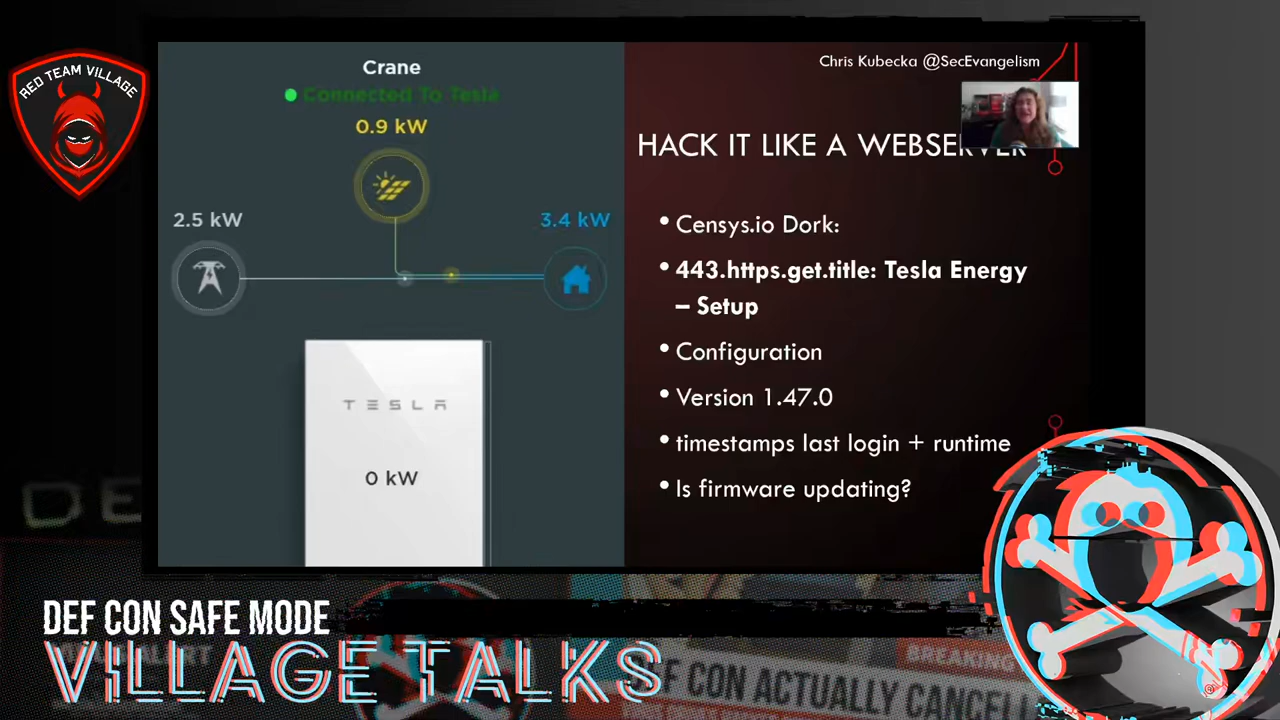 RED TEAM VILLAGE
Crane
Connected To Tesla
0.9 kW
2.5 kW
3.4 kW
TESLA
0 kW
Chris Kubecka @SecEvangelism
HACK IT LIKE A WEBSERVER
• Censys.io Dork:
• 443.https.get.title: Tesla Energy
– Setup
• Configuration
• Version 1.47.0
• timestamps last login + runtime
• Is firmware updating?
DEF CON SAFE MODE
VILLAGE TALKS
BREAKING
DEF CON ACTUALLY CANCELL